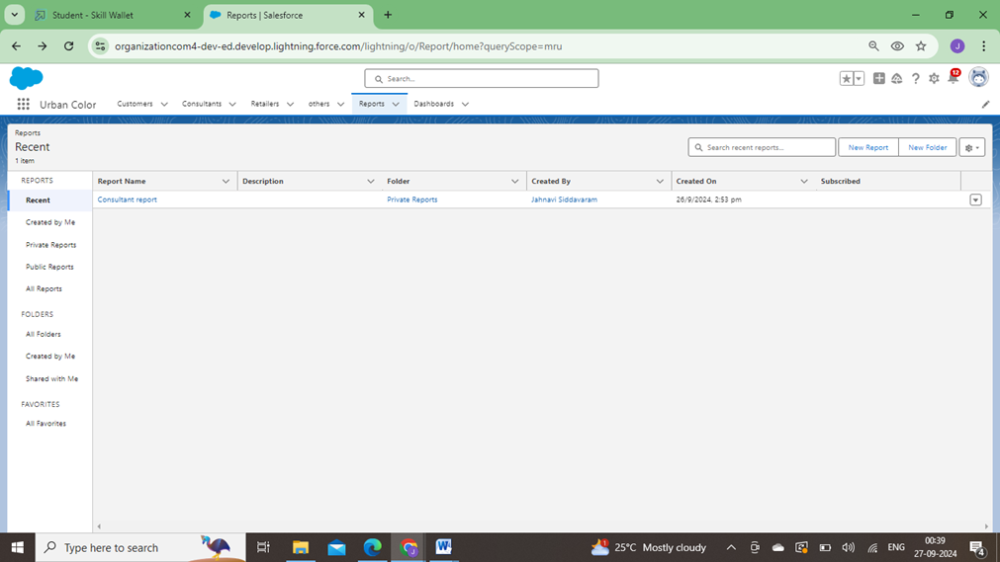 Student - Skill Wallet
Reports | Salesforce
organizationcom4-dev-ed.develop.lightning.force.com/lightning/o/Report/home?queryScope=mru
J
Search...
12
Urban Color
Customers
Consultants
Retailers
others
Reports
Dashboards
Reports
Recent
1 item
Search recent reports...
New Report
New Folder
REPORTS
Recent
Created by Me
Private Reports
Public Reports
All Reports
FOLDERS
All Folders
Created by Me
Shared with Me
FAVORITES
All Favorites
Report Name Description Folder Created By Created On Subscribed
Consultant report Private Reports Jahnavi Siddavaram 26/9/2024, 2:53 pm
Type here to search
25°C Mostly cloudy
ENG
00:39
27-09-2024
4